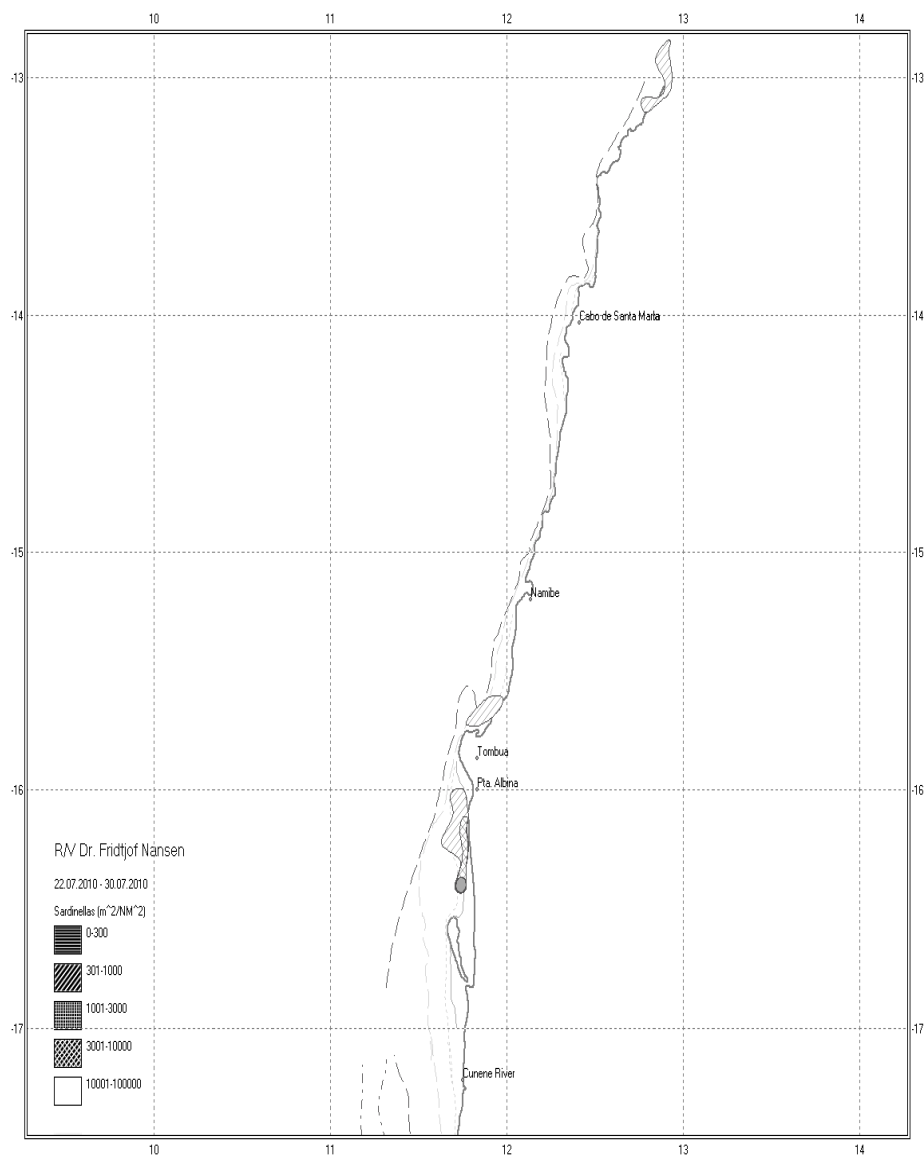 10 11 12 13 14
-13 -13
Cabo de Santa Marta
-14 -14
-15 -15
Namibe
Tombua
Pta. Albina
-16 -16
R/V Dr. Fridtjof Nansen
22.07.2010 - 30.07.2010
Sardinellas (m^2/NM^2)
0-300
301-1000
1001-3000
3001-10000
10001-100000
-17 -17
Cunene River
10 11 12 13 14